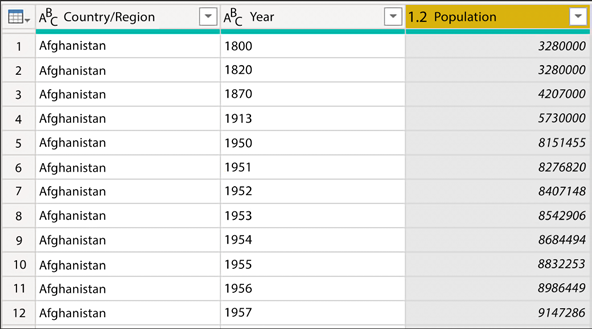 ABC Country/Region ABC Year 1.2 Population
1 Afghanistan 1800 3280000
2 Afghanistan 1820 3280000
3 Afghanistan 1870 4207000
4 Afghanistan 1913 5730000
5 Afghanistan 1950 8151455
6 Afghanistan 1951 8276820
7 Afghanistan 1952 8407148
8 Afghanistan 1953 8542906
9 Afghanistan 1954 8684494
10 Afghanistan 1955 8832253
11 Afghanistan 1956 8986449
12 Afghanistan 1957 9147286